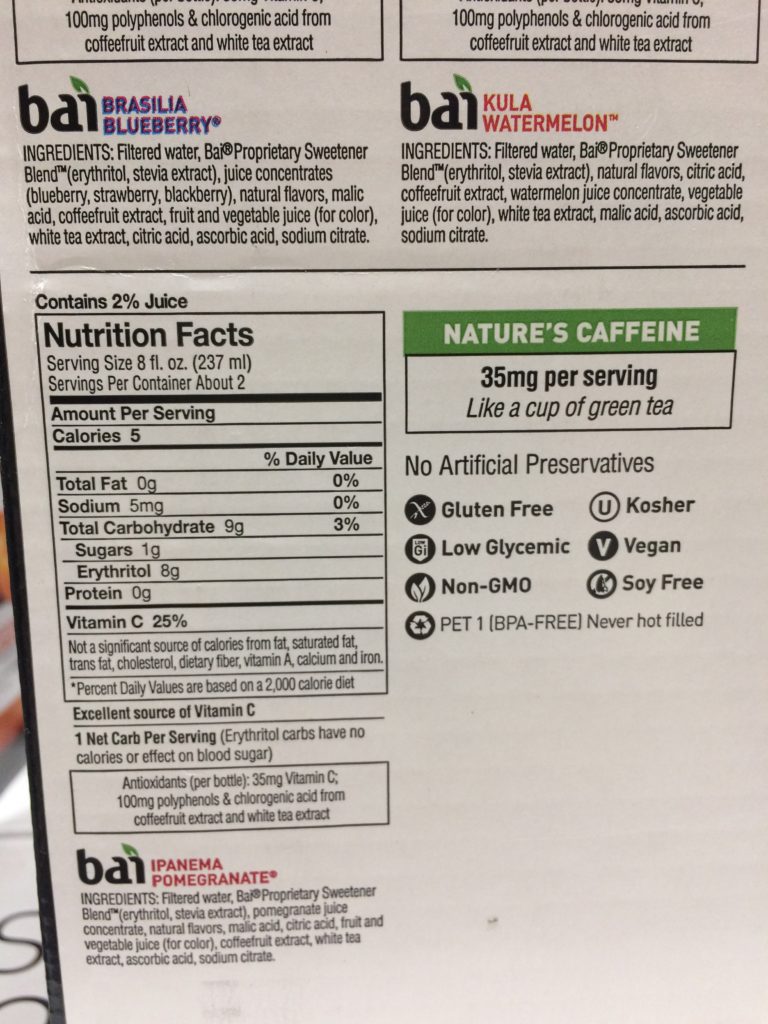 100mg polyphenols & chlorogenic acid from
coffeefruit extract and white tea extract
100mg polyphenols & chlorogenic acid from
coffeefruit extract and white tea extract
bai BRASILIA
BLUEBERRY®
INGREDIENTS: Filtered water, Bai® Proprietary Sweetener
Blend™ (erythritol, stevia extract), juice concentrates
(blueberry, strawberry, blackberry), natural flavors, malic
acid, coffeefruit extract, fruit and vegetable juice (for color),
white tea extract, citric acid, ascorbic acid, sodium citrate.
bai KULA
WATERMELON™
INGREDIENTS: Filtered water, Bai® Proprietary Sweetener
Blend™ (erythritol, stevia extract), natural flavors, citric acid,
coffeefruit extract, watermelon juice concentrate, vegetable
juice (for color), white tea extract, malic acid, ascorbic acid,
sodium citrate.
Contains 2% Juice
Nutrition Facts
Serving Size 8 fl. oz. (237 ml)
Servings Per Container About 2
Amount Per Serving
Calories 5
% Daily Value
Total Fat 0g 0%
Sodium 5mg 0%
Total Carbohydrate 9g 3%
Sugars 1g
Erythritol 8g
Protein 0g
Vitamin C 25%
Not a significant source of calories from fat, saturated fat,
trans fat, cholesterol, dietary fiber, vitamin A, calcium and iron.
*Percent Daily Values are based on a 2,000 calorie diet
Excellent source of Vitamin C
1 Net Carb Per Serving (Erythritol carbs have no
calories or effect on blood sugar)
Antioxidants (per bottle): 35mg Vitamin C;
100mg polyphenols & chlorogenic acid from
coffeefruit extract and white tea extract
bai IPANEMA
POMEGRANATE®
INGREDIENTS: Filtered water, Bai® Proprietary Sweetener
Blend™ (erythritol, stevia extract), pomegranate juice
concentrate, natural flavors, malic acid, citric acid, fruit and
vegetable juice (for color), coffeefruit extract, white tea
extract, ascorbic acid, sodium citrate.
NATURE'S CAFFEINE
35mg per serving
Like a cup of green tea
No Artificial Preservatives
Gluten Free
U Kosher
LOW Gi Low Glycemic
V Vegan
Non-GMO
Soy Free
PET 1 (BPA-FREE) Never hot filled